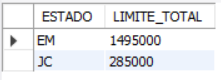 ESTADO LIMITE_TOTAL
EM 1495000
JC 285000